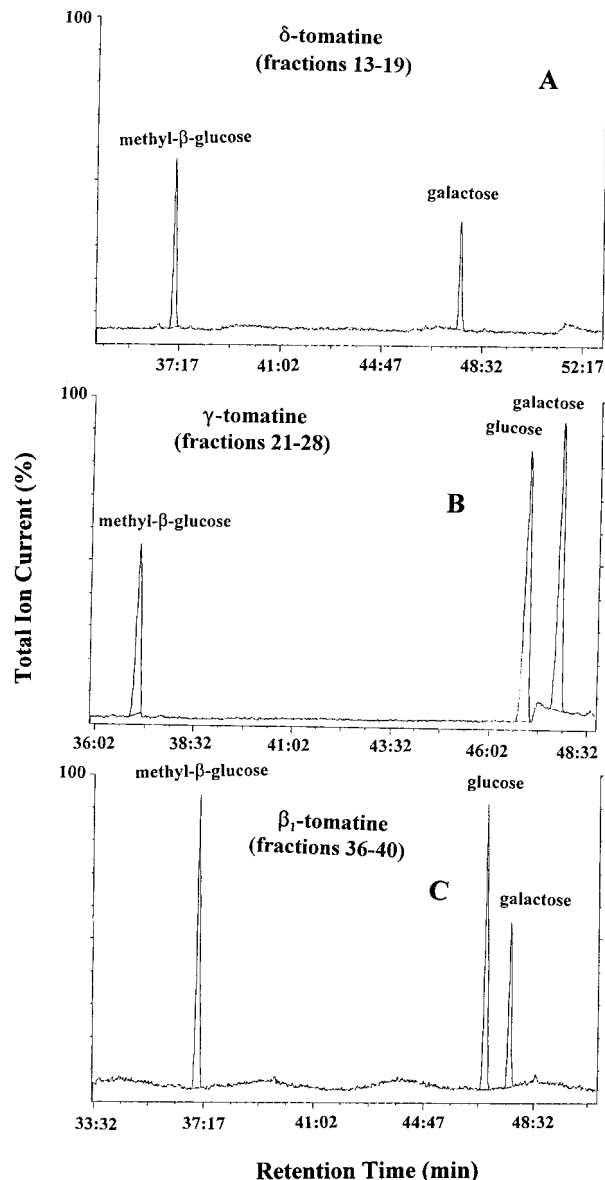 100
δ-tomatine
(fractions 13-19)
A
methyl-β-glucose
galactose
37:17 41:02 44:47 48:32 52:17
100
γ-tomatine
(fractions 21-28)
galactose
glucose
B
methyl-β-glucose
36:02 38:32 41:02 43:32 46:02 48:32
Total Ion Current (%)
100
methyl-β-glucose
glucose
β₁-tomatine
(fractions 36-40)
C
galactose
33:32 37:17 41:02 44:47 48:32
Retention Time (min)